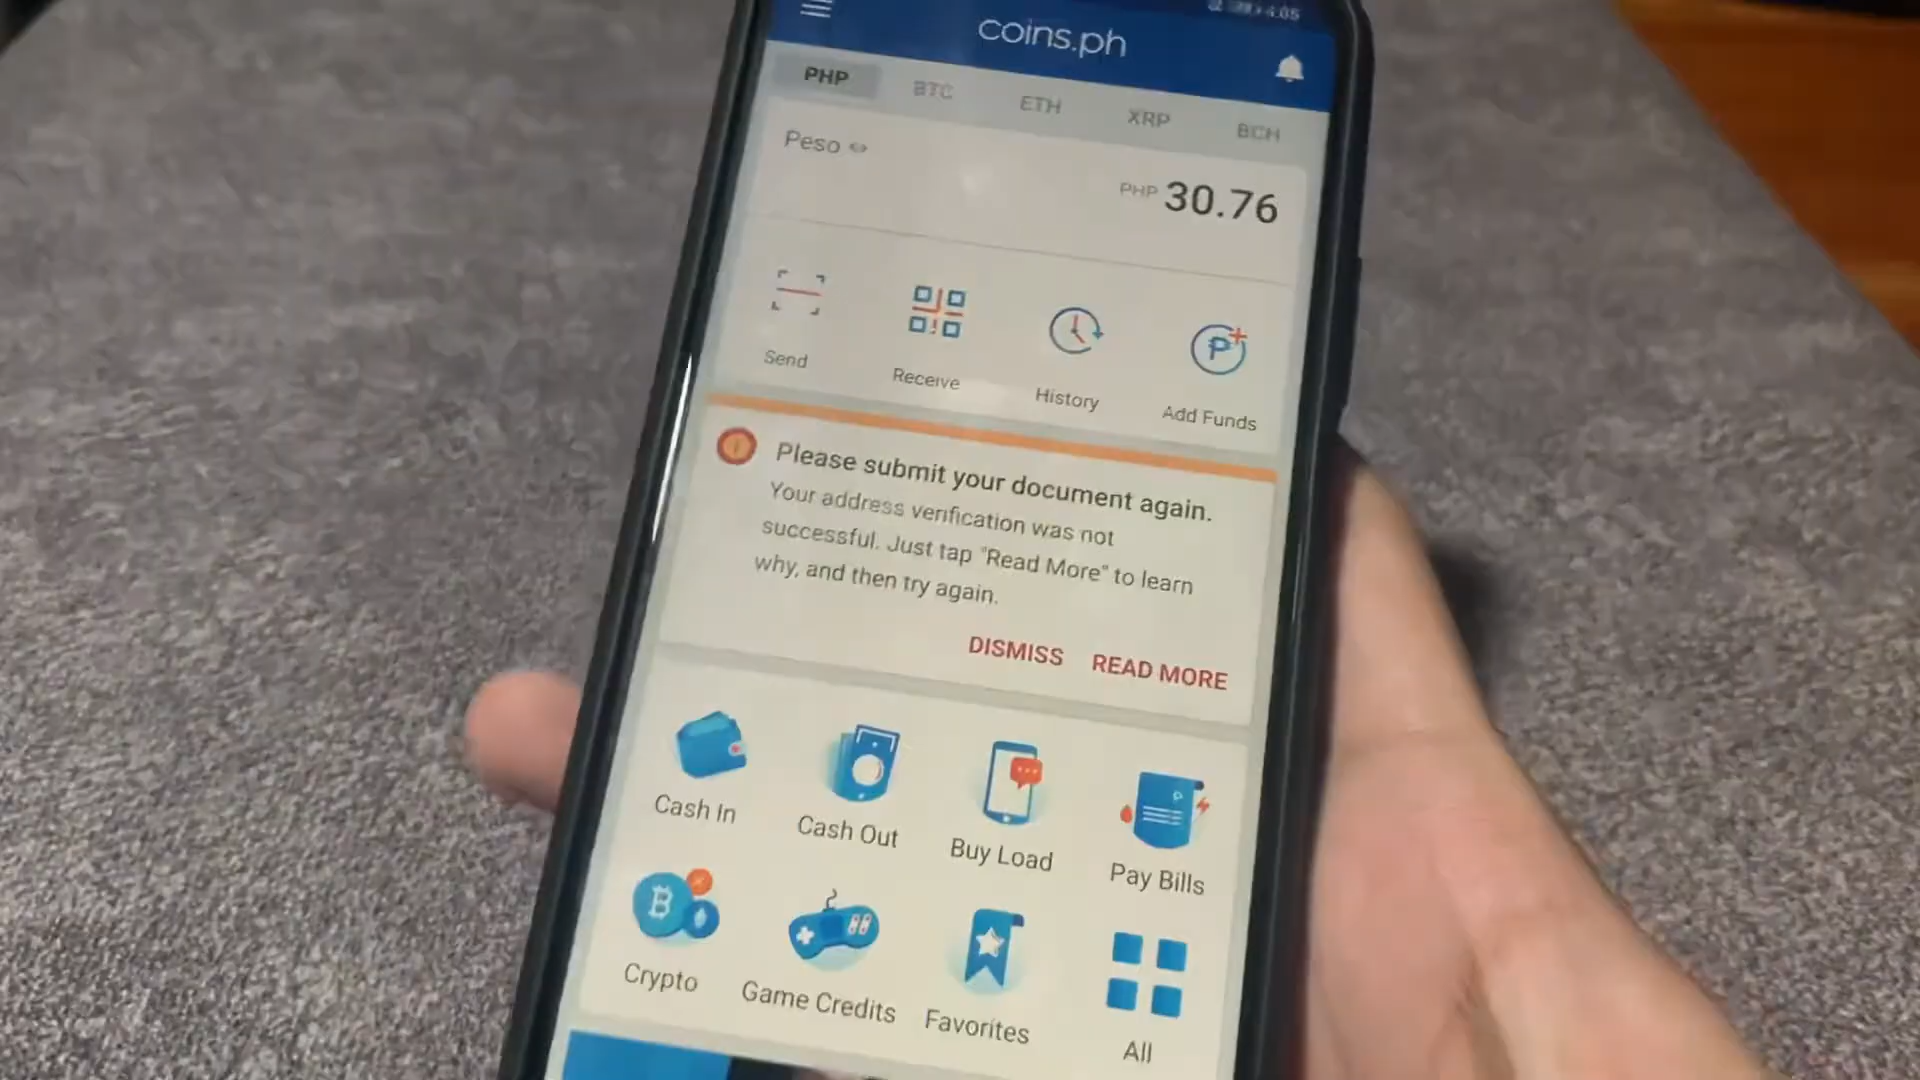 4:05
coins.ph
PHP BTC ETH XRP BCH
Peso
PHP 30.76
Send Receive History Add Funds
Please submit your document again.
Your address verification was not
successful. Just tap "Read More" to learn
why, and then try again.
DISMISS READ MORE
Cash In Cash Out Buy Load Pay Bills
Crypto Game Credits Favorites All